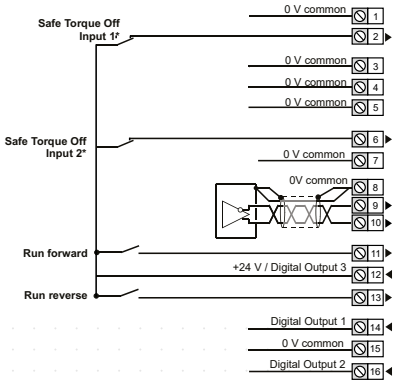 0 V common 1
Safe Torque Off
Input 1*
2
0 V common 3
0 V common 4
0 V common 5
Safe Torque Off
Input 2*
6
0 V common 7
0V common 8
9
10
Run forward 11
+24 V / Digital Output 3 12
Run reverse 13
Digital Output 1 14
0 V common 15
Digital Output 2 16